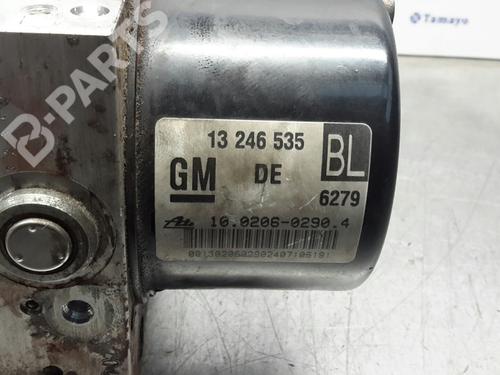 Tamayo
13 246 535
BL
GM
DE
6279
10.0206-0290.4
B-PARTS